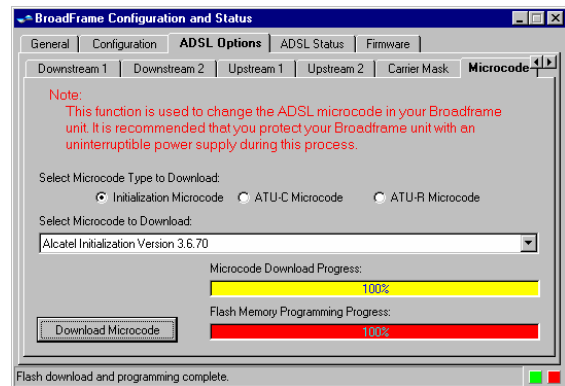 BroadFrame Configuration and Status
General Configuration ADSL Options ADSL Status Firmware
Downstream 1 Downstream 2 Upstream 1 Upstream 2 Carrier Mask Microcode
Note:
This function is used to change the ADSL microcode in your Broadframe
unit. It is recommended that you protect your Broadframe unit with an
uninterruptible power supply during this process.
Select Microcode Type to Download:
Initialization Microcode ATU-C Microcode ATU-R Microcode
Select Microcode to Download:
Alcatel Initialization Version 3.6.70
Microcode Download Progress:
100%
Flash Memory Programming Progress:
Download Microcode 100%
Flash download and programming complete.